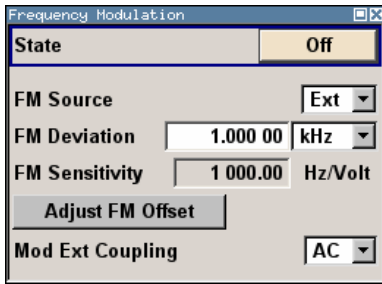 Frequency Modulation
State Off
FM Source Ext
FM Deviation 1.000 00 kHz
FM Sensitivity 1 000.00 Hz/Volt
Adjust FM Offset
Mod Ext Coupling AC